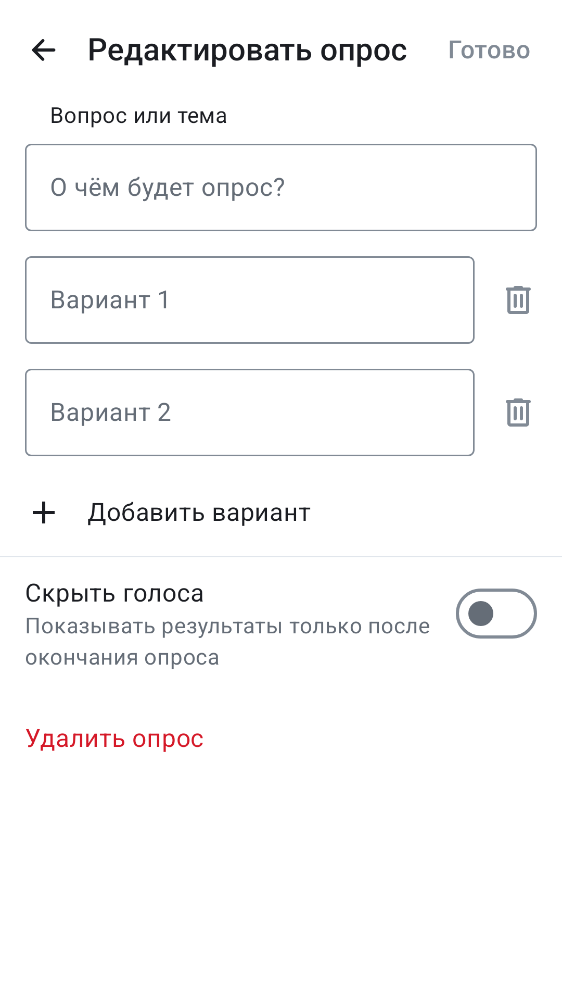 Редактировать опрос Готово
Вопрос или тема
О чём будет опрос?
Вариант 1
Вариант 2
Добавить вариант
Скрыть голоса
Показывать результаты только после
окончания опроса
Удалить опрос